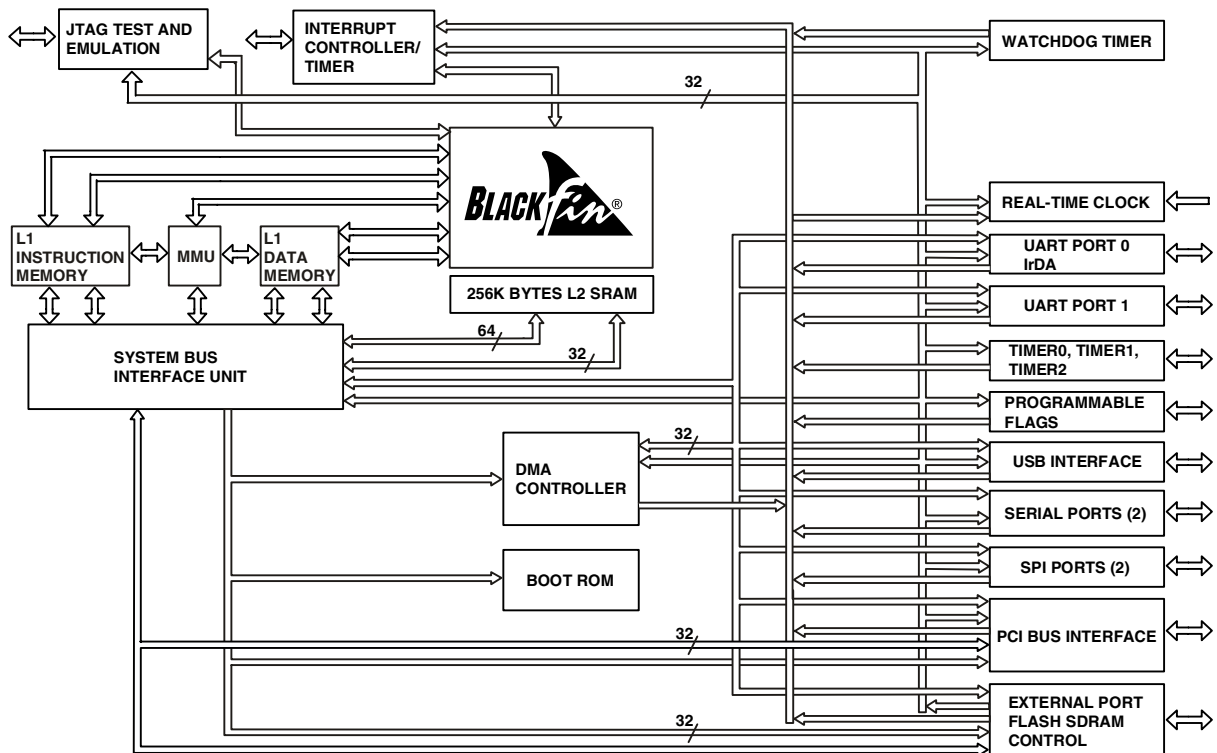 JTAG TEST AND
EMULATION
INTERRUPT
CONTROLLER/
TIMER
WATCHDOG TIMER
32
BLACKfin®
REAL-TIME CLOCK
L1
INSTRUCTION
MEMORY
MMU
L1
DATA
MEMORY
UART PORT 0
IrDA
256K BYTES L2 SRAM
UART PORT 1
64
32
SYSTEM BUS
INTERFACE UNIT
TIMER0, TIMER1,
TIMER2
PROGRAMMABLE
FLAGS
32
DMA
CONTROLLER
USB INTERFACE
SERIAL PORTS (2)
BOOT ROM
SPI PORTS (2)
32
PCI BUS INTERFACE
32
EXTERNAL PORT
FLASH SDRAM
CONTROL